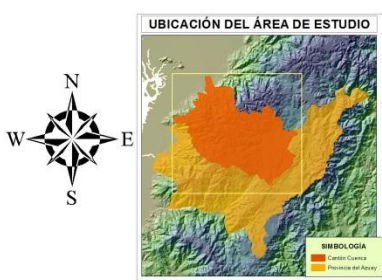 UBICACIÓN DEL ÁREA DE ESTUDIO
N
W
E
S
SIMBOLOGÍA
Cantón Cuenca
Provincia del Azuay